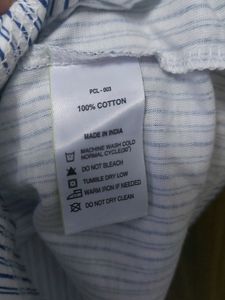 PCL - 003
100% COTTON
MADE IN INDIA
MACHINE WASH COLD
NORMAL CYCLE(30°)
DO NOT BLEACH
TUMBLE DRY LOW
WARM IRON(IF NEEDED)
DO NOT DRY CLEAN